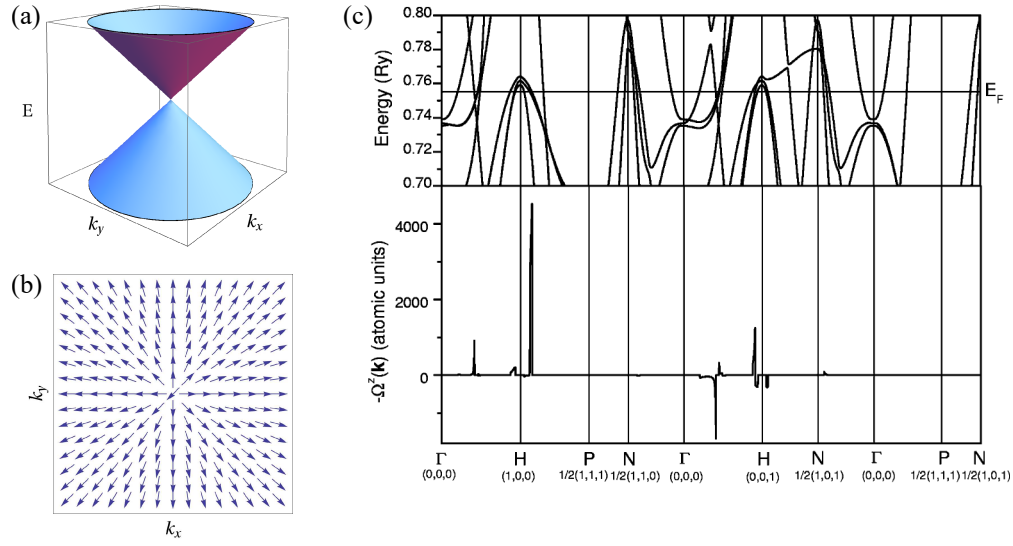 (a)
E
k_y
k_x
(b)
k_y
k_x
(c)
Energy (Ry)
0.80
0.78
0.76
0.74
0.72
0.70
E_F
-Ω^z(k) (atomic units)
4000
2000
0
Γ H P N Γ H N Γ P N
(0,0,0) (1,0,0) 1/2(1,1,1) 1/2(1,1,0) (0,0,0) (0,0,1) 1/2(1,0,1) (0,0,0) 1/2(1,1,1) 1/2(1,0,1)